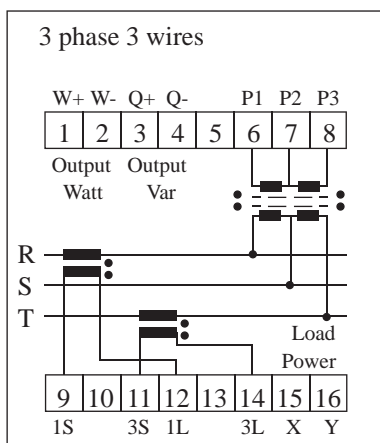 3 phase 3 wires
W+ W- Q+ Q- P1 P2 P3
1 2 3 4 5 6 7 8
Output Output
Watt Var
R
S
T
Load
Power
9 10 11 12 13 14 15 16
1S 3S 1L 3L X Y